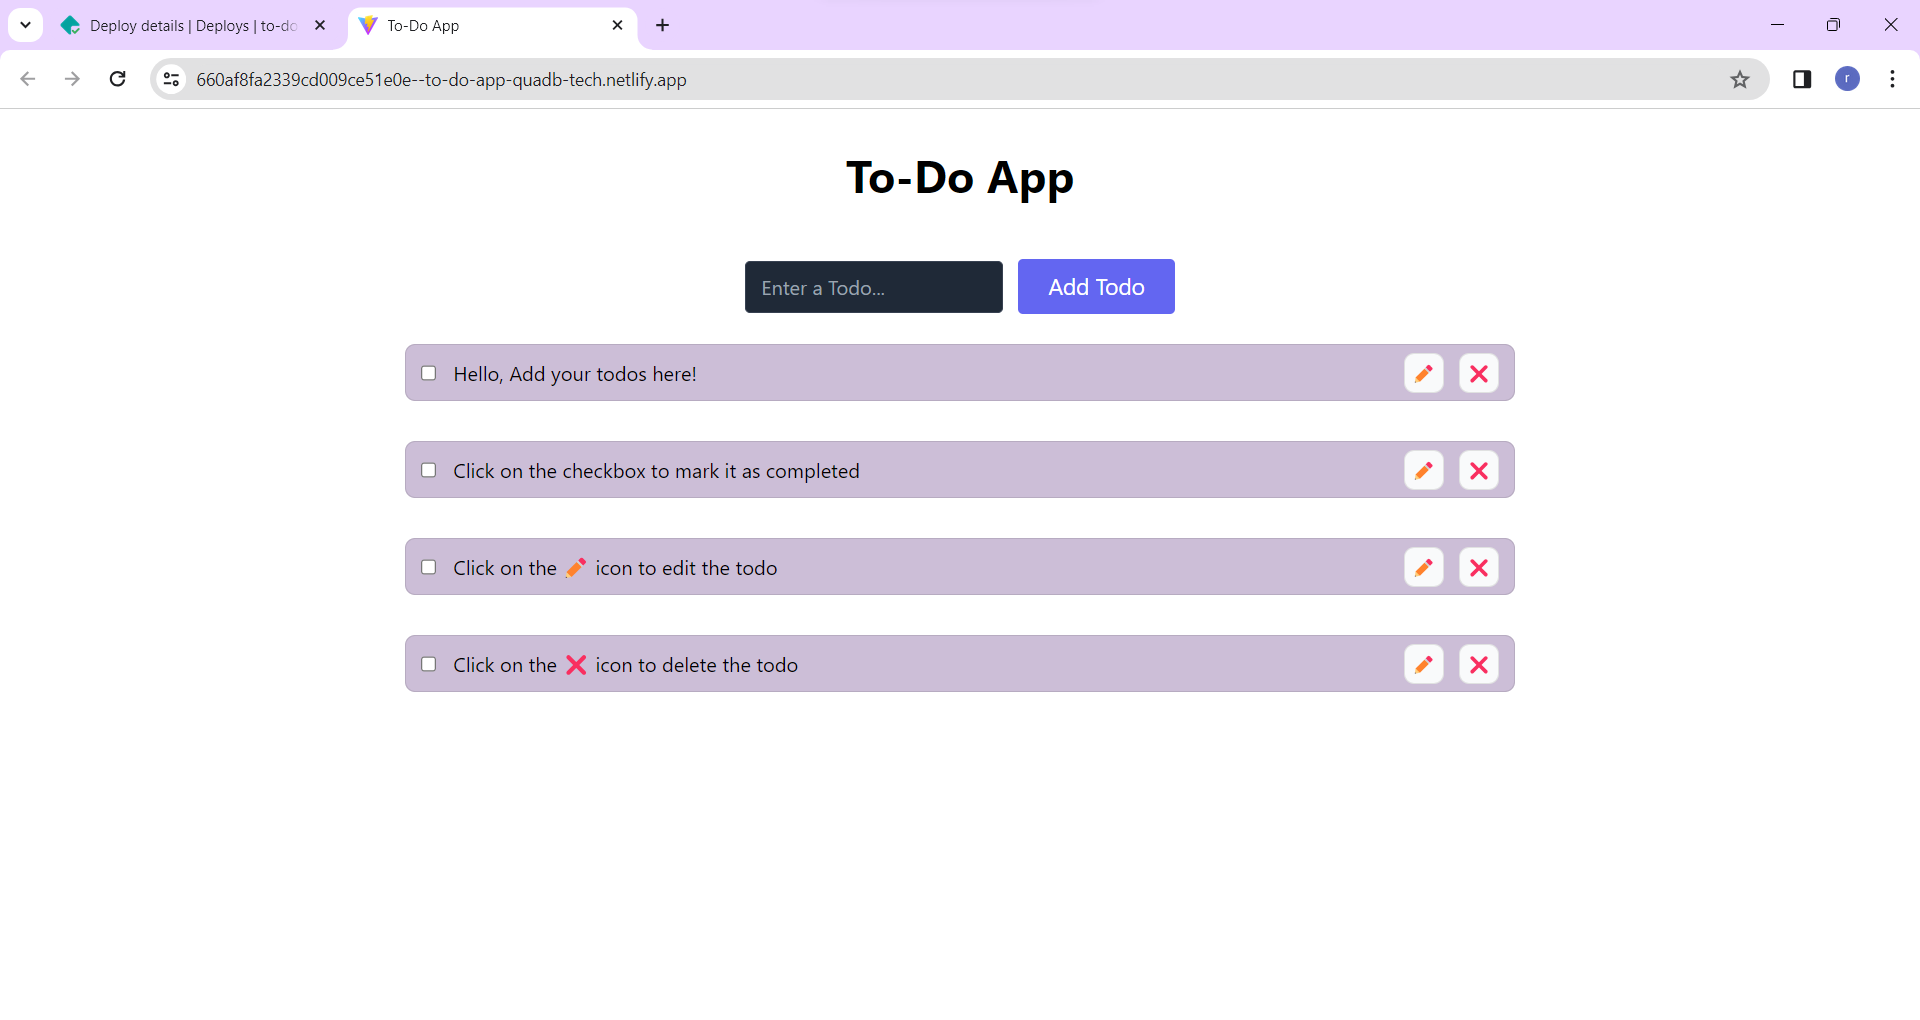 Deploy details | Deploys | to-do
To-Do App
660af8fa2339cd009ce51e0e--to-do-app-quadb-tech.netlify.app
r
To-Do App
Enter a Todo...
Add Todo
Hello, Add your todos here!
Click on the checkbox to mark it as completed
Click on the ✏️ icon to edit the todo
Click on the ❌ icon to delete the todo